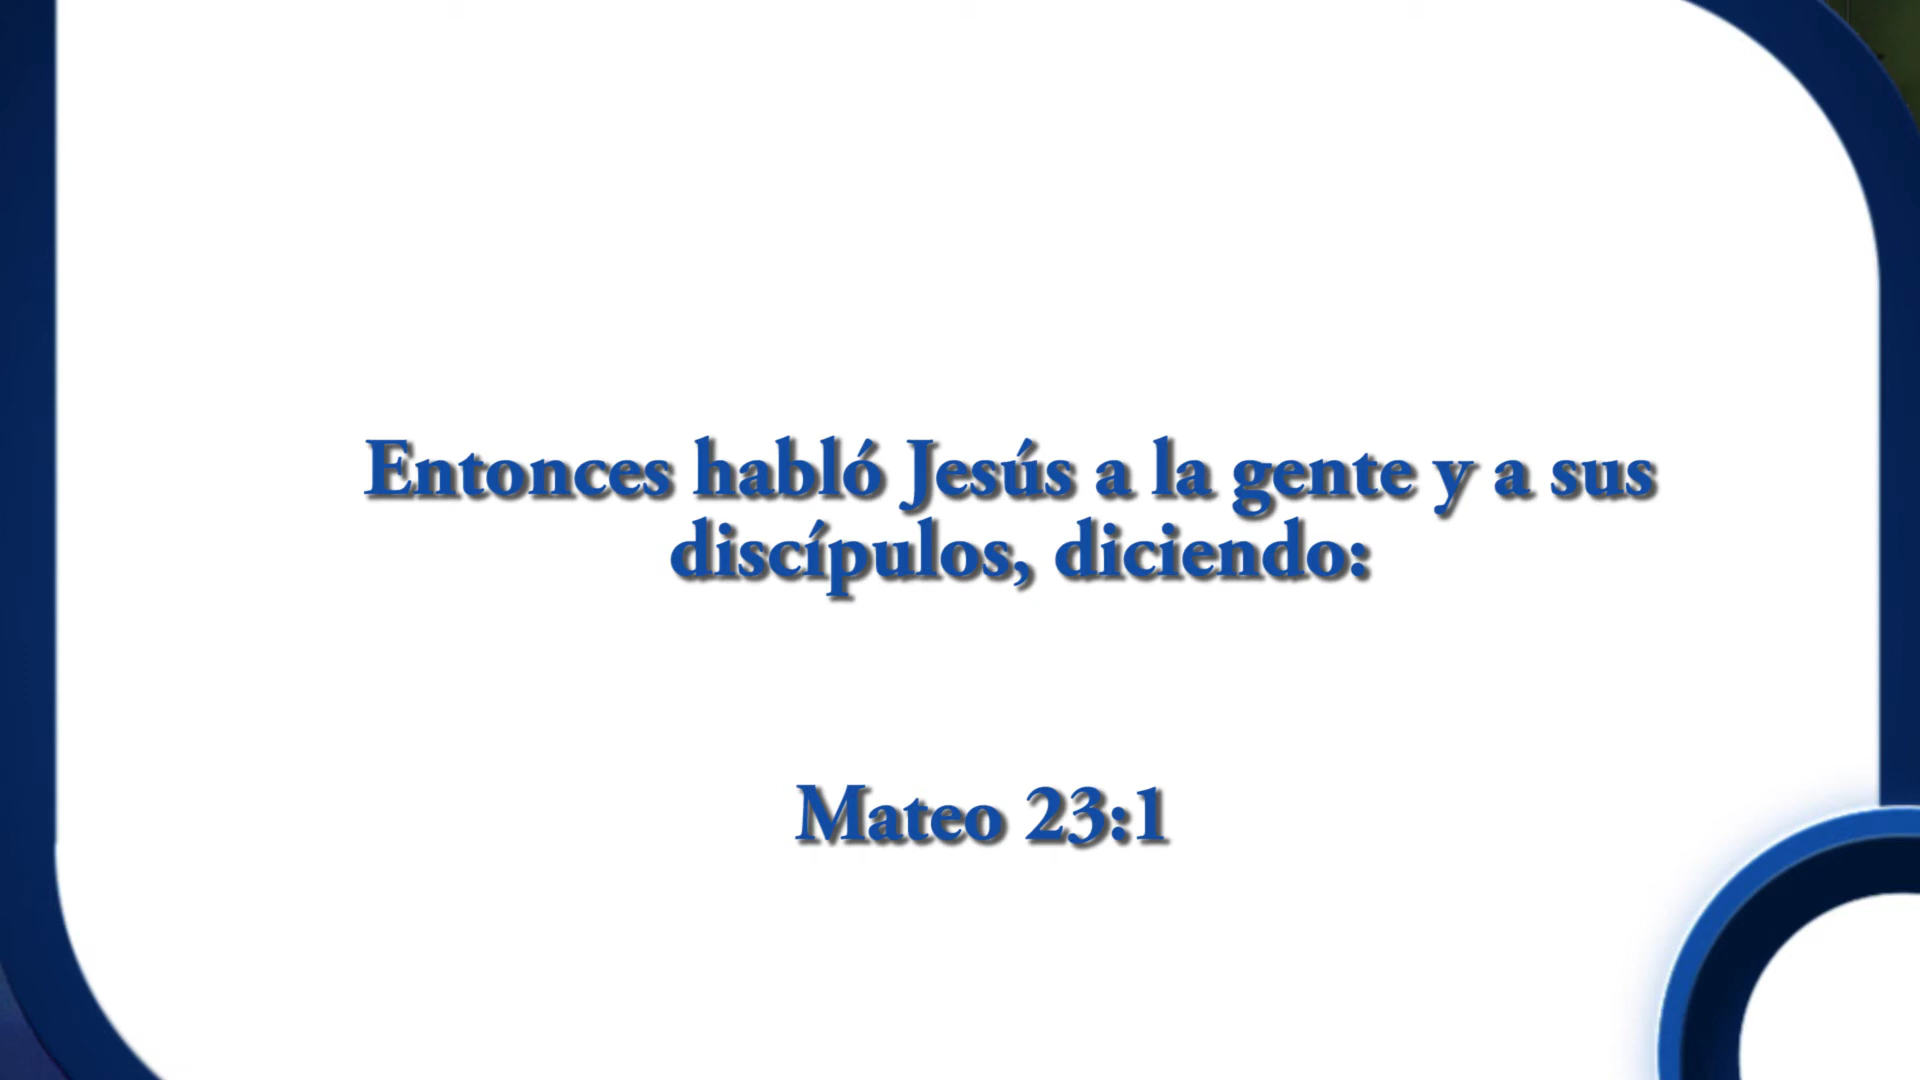 Entonces habló Jesús a la gente y a sus
discípulos, diciendo:
Mateo 23:1